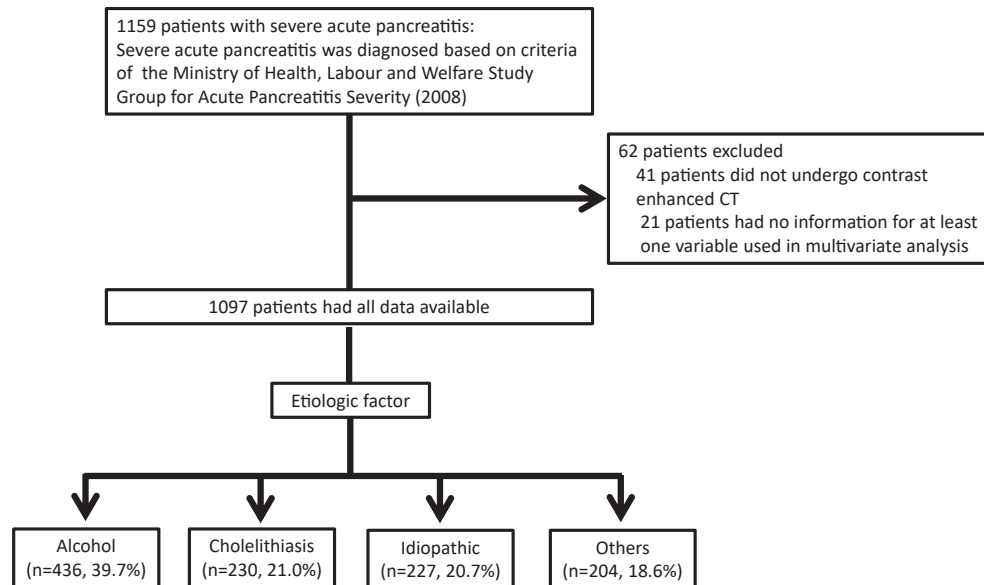 1159 patients with severe acute pancreatitis:
Severe acute pancreatitis was diagnosed based on criteria
of the Ministry of Health, Labour and Welfare Study
Group for Acute Pancreatitis Severity (2008)
62 patients excluded
41 patients did not undergo contrast
enhanced CT
21 patients had no information for at least
one variable used in multivariate analysis
1097 patients had all data available
Etiologic factor
Alcohol
(n=436, 39.7%)
Cholelithiasis
(n=230, 21.0%)
Idiopathic
(n=227, 20.7%)
Others
(n=204, 18.6%)